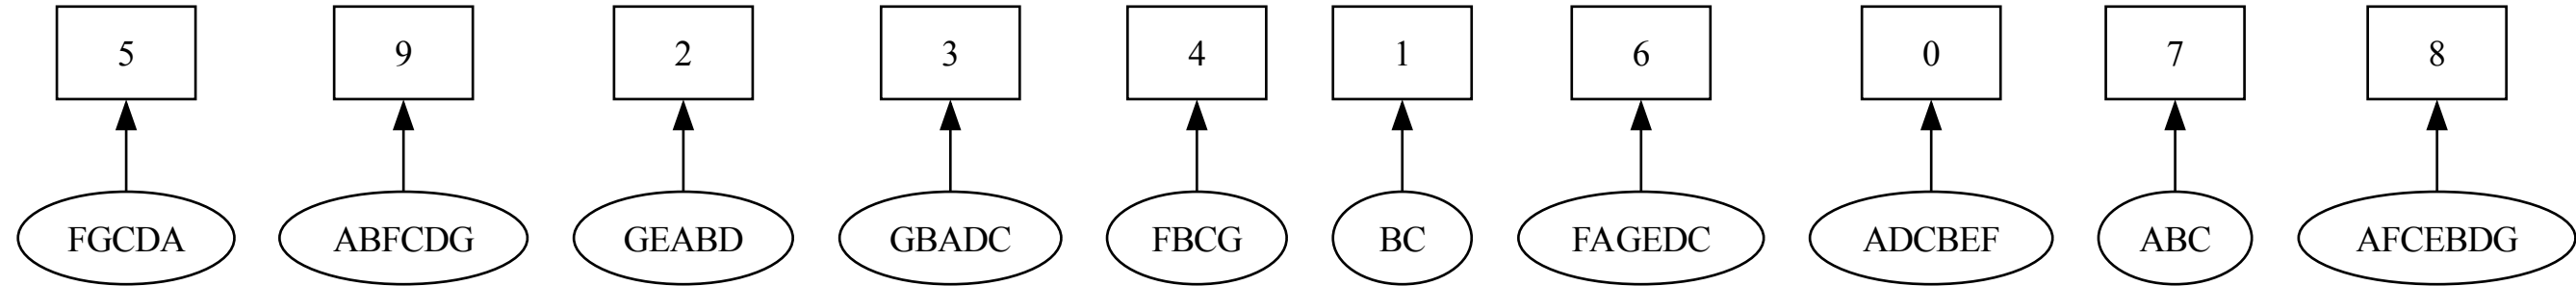 5 9 2 3 4 1 6 0 7 8
FGCDA ABFCDG GEABD GBADC FBCG BC FAGEDC ADCBEF ABC AFCEBDG